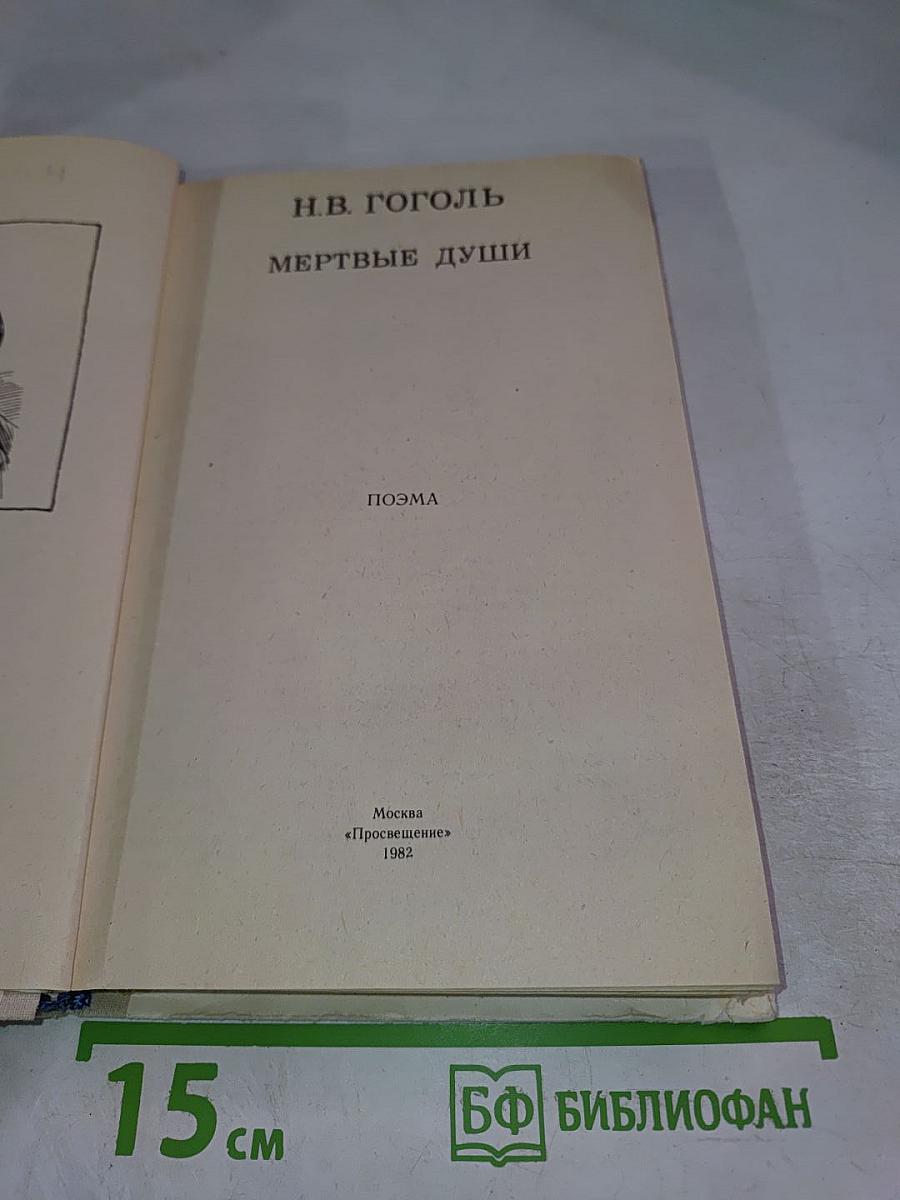 Н.В. ГОГОЛЬ
МЕРТВЫЕ ДУШИ
ПОЭМА
Москва
«Просвещение»
1982
15 см
БФ БИБЛИОФАН